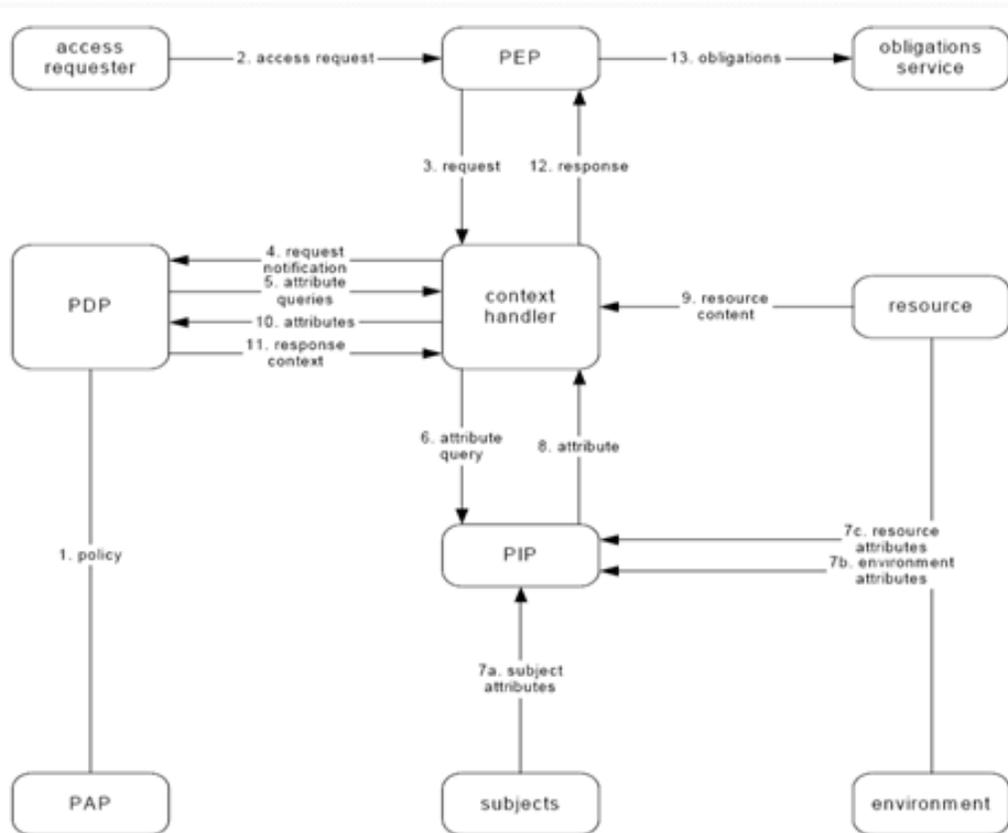 access
requester
2. access request
PEP
13. obligations
obligations
service
3. request
12. response
4. request
notification
5. attribute
queries
PDP
10. attributes
11. response
context
context
handler
9. resource
content
resource
6. attribute
query
8. attribute
1. policy
PIP
7c. resource
attributes
7b. environment
attributes
7a. subject
attributes
PAP
subjects
environment